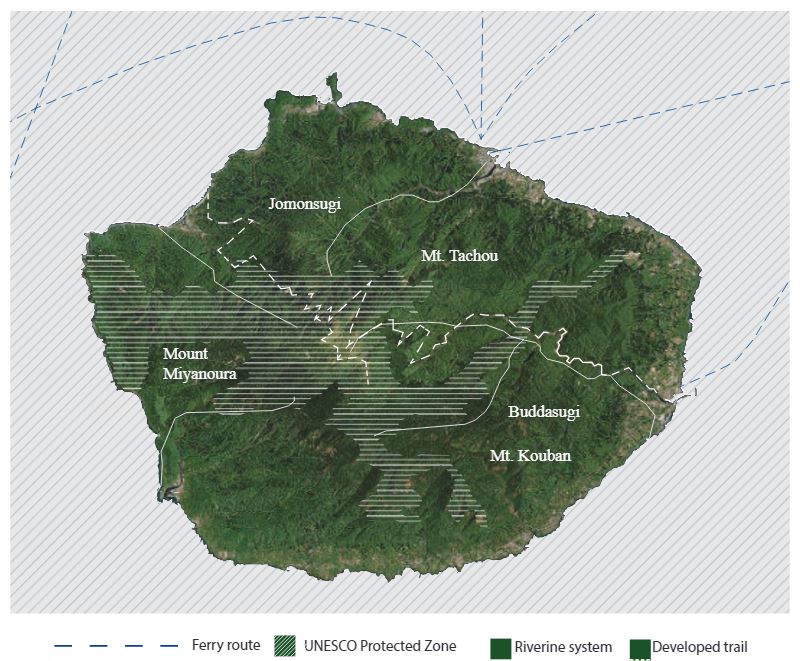 Jomonsugi
Mt. Tachou
Mount
Miyanoura
Buddasugi
Mt. Kouban
Ferry route
UNESCO Protected Zone
Riverine system
Developed trail